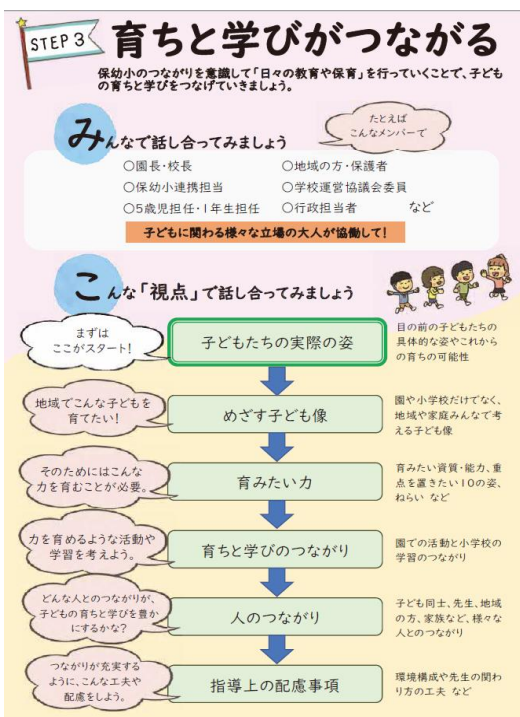 STEP 3
育ちと学びがつながる
保幼小のつながりを意識して「日々の教育や保育」を行っていくことで、子ども
の育ちと学びをつなげていきましょう。
みんなで話し合ってみましょう
たとえば
こんなメンバーで
○園長・校長
○地域の方・保護者
○保幼小連携担当
○学校運営協議会委員
○5歳児担任・1年生担任
○行政担当者
など
子どもに関わる様々な立場の大人が協働して!
こんな「視点」で話し合ってみましょう
まずは
ここがスタート!
子どもたちの実際の姿
目の前の子どもたちの
具体的な姿やこれから
の育ちの可能性
地域でこんな子どもを
育てたい!
めざす子ども像
園や小学校だけでなく、
地域や家庭みんなで考
える子ども像
そのためにはこんな
力を育むことが必要。
育みたい力
育みたい資質・能力、重
点を置きたい10の姿、
ねらい など
力を育めるような活動や
学習を考えよう。
育ちと学びのつながり
園での活動と小学校の
学習のつながり
どんな人とのつながりが、
子どもの育ちと学びを豊か
にするかな?
人のつながり
子ども同士、先生、地域
の方、家族など、様々な
人とのつながり
つながりが充実する
ように、こんな工夫や
配慮をしよう。
指導上の配慮事項
環境構成や先生の関わ
り方の工夫 など